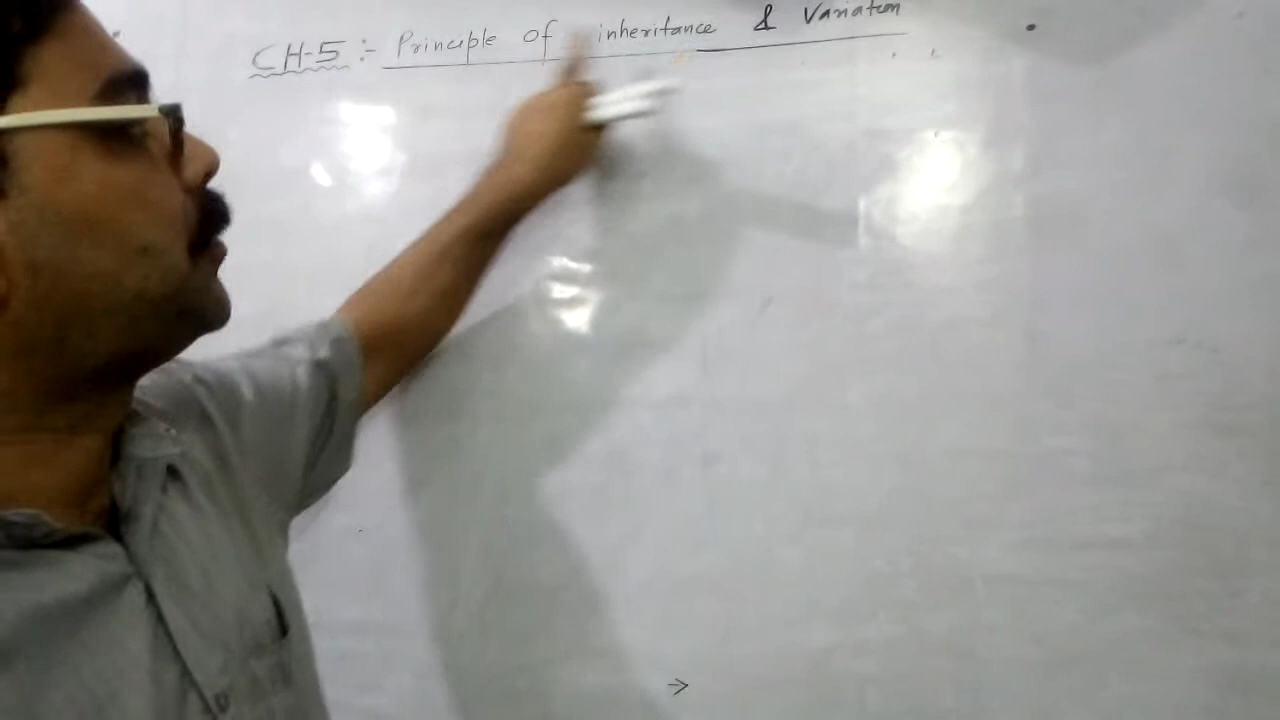 CH-5 :- Principle of inheritance & Variation
→